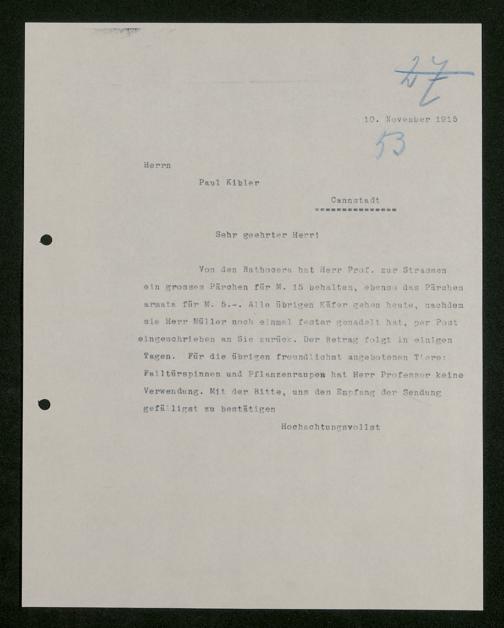 27
10. November 1915
53
Herrn
Paul Kibler
Cannstadt
Sehr geehrter Herr!
Von den Bathocera hat Herr Prof. zur Strassen
ein grosses Pärchen für M. 15 behalten, ebenso das Pärchen
armata für M. 5.-. Alle übrigen Käfer gehen heute, nachdem
sie Herr Müller noch einmal fester genadelt hat, per Post
eingeschrieben an Sie zurück. Der Betrag folgt in einigen
Tagen. Für die übrigen freundlichst angebotenen Tiere:
Falltürspinnen und Pflanzenraupen hat Herr Professor keine
Verwendung. Mit der Bitte, uns den Empfang der Sendung
gefälligst zu bestätigen
Hochachtungsvollst